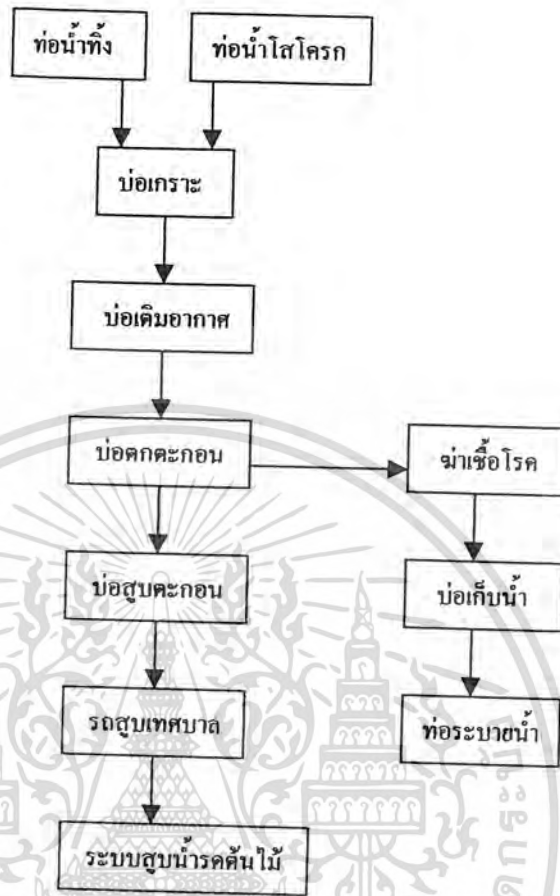 ท่อน้ำทิ้ง
ท่อน้ำโสโครก
บ่อเกราะ
บ่อเติมอากาศ
บ่อตกตะกอน
ฆ่าเชื้อโรค
บ่อสูบตะกอน
บ่อเก็บน้ำ
รถสูบเทศบาล
ท่อระบายน้ำ
ระบบสูบน้ำรดต้นไม้